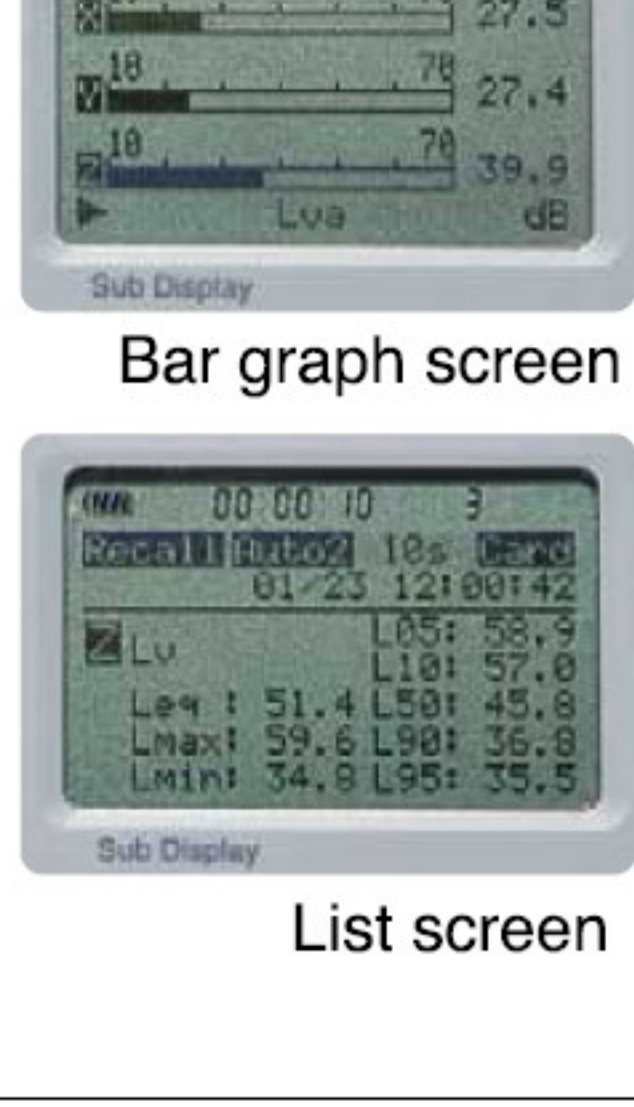 X 27.5
10 70
Y 27.4
10 70
Z 39.9
Lva dB
Sub Display
Bar graph screen
00 00 10 3
Recall Auto2 10s Card
01/23 12:00:42
Z Lv L05: 58.9
L10: 57.0
Leq : 51.4 L50: 45.8
Lmax: 59.6 L90: 36.8
Lmin: 34.8 L95: 35.5
Sub Display
List screen